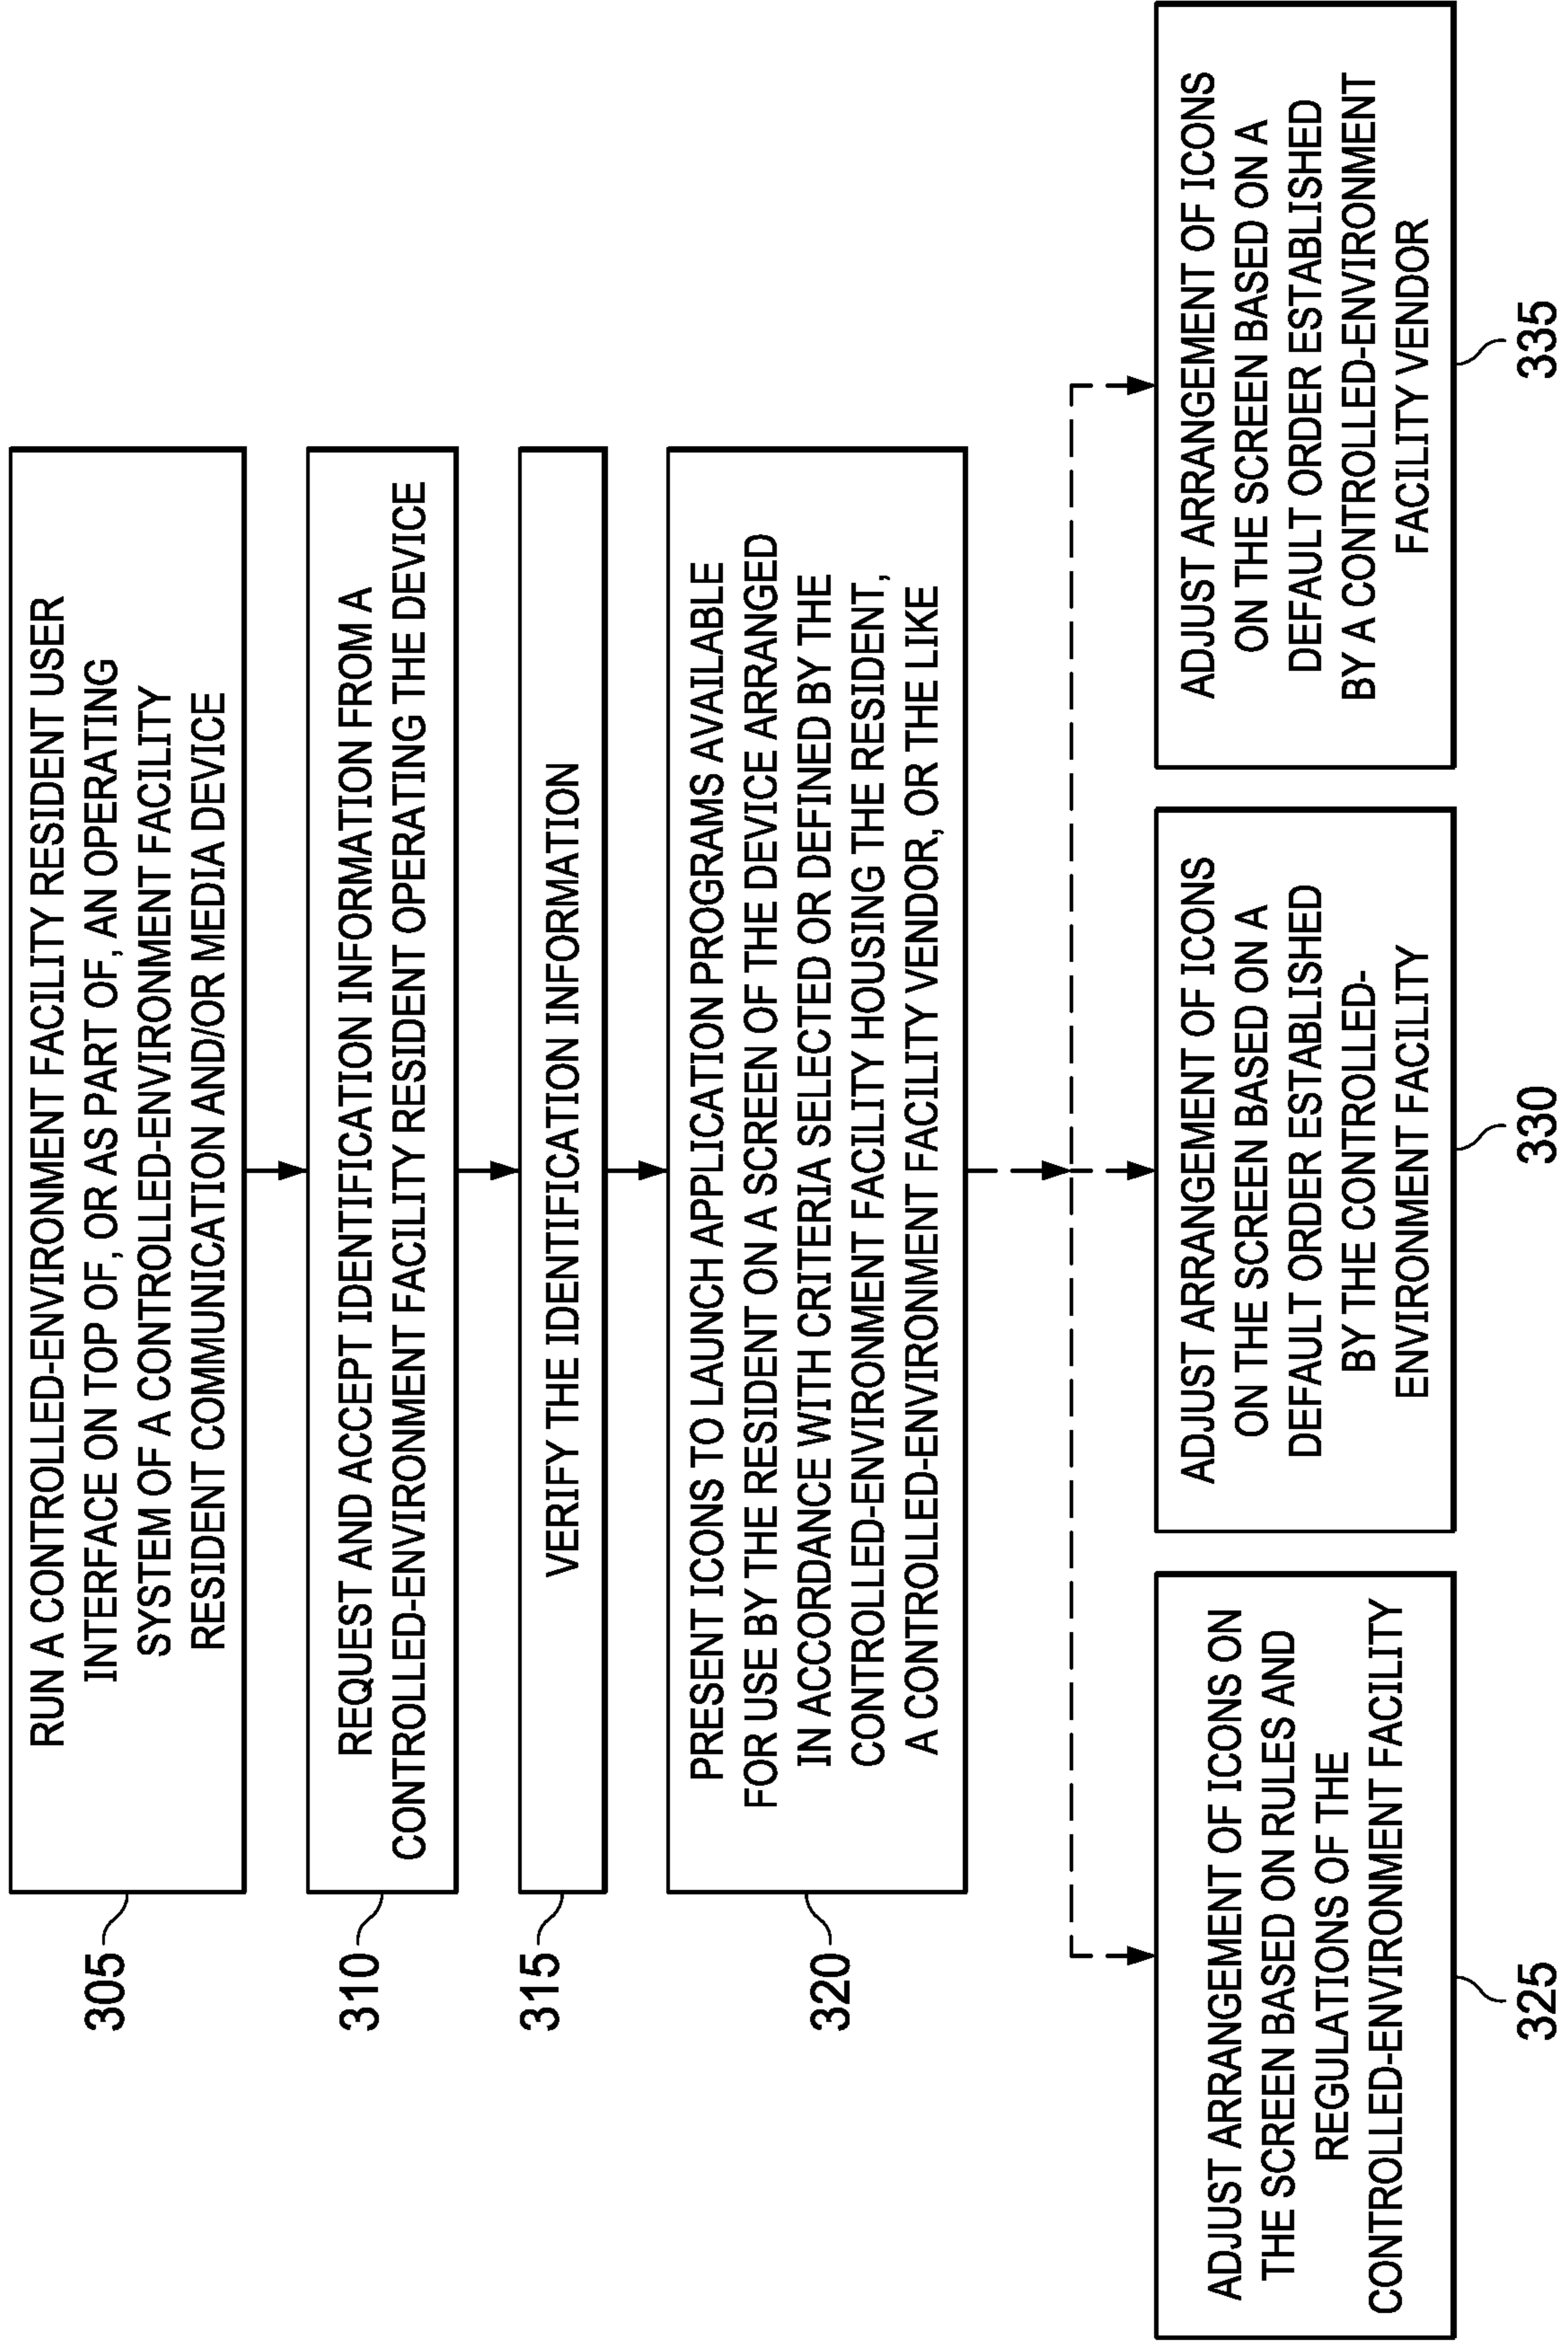 RUN A CONTROLLED-ENVIRONMENT FACILITY RESIDENT USER
INTERFACE ON TOP OF, OR AS PART OF, AN OPERATING
SYSTEM OF A CONTROLLED-ENVIRONMENT FACILITY
RESIDENT COMMUNICATION AND/OR MEDIA DEVICE
305
REQUEST AND ACCEPT IDENTIFICATION INFORMATION FROM A
CONTROLLED-ENVIRONMENT FACILITY RESIDENT OPERATING THE DEVICE
310
VERIFY THE IDENTIFICATION INFORMATION
315
PRESENT ICONS TO LAUNCH APPLICATION PROGRAMS AVAILABLE
FOR USE BY THE RESIDENT ON A SCREEN OF THE DEVICE ARRANGED
IN ACCORDANCE WITH CRITERIA SELECTED OR DEFINED BY THE
CONTROLLED-ENVIRONMENT FACILITY HOUSING THE RESIDENT,
A CONTROLLED-ENVIRONMENT FACILITY VENDOR, OR THE LIKE
320
ADJUST ARRANGEMENT OF ICONS ON
THE SCREEN BASED ON RULES AND
REGULATIONS OF THE
CONTROLLED-ENVIRONMENT FACILITY
325
ADJUST ARRANGEMENT OF ICONS
ON THE SCREEN BASED ON A
DEFAULT ORDER ESTABLISHED
BY THE CONTROLLED-
ENVIRONMENT FACILITY
330
ADJUST ARRANGEMENT OF ICONS
ON THE SCREEN BASED ON A
DEFAULT ORDER ESTABLISHED
BY A CONTROLLED-ENVIRONMENT
FACILITY VENDOR
335